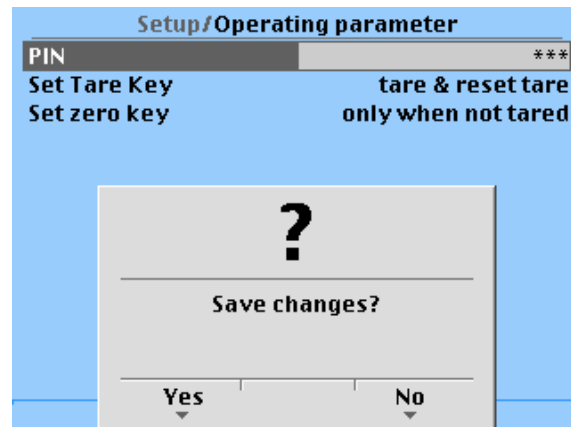 Setup/Operating parameter
PIN ***
Set Tare Key tare & reset tare
Set zero key only when not tared
?
Save changes?
Yes No